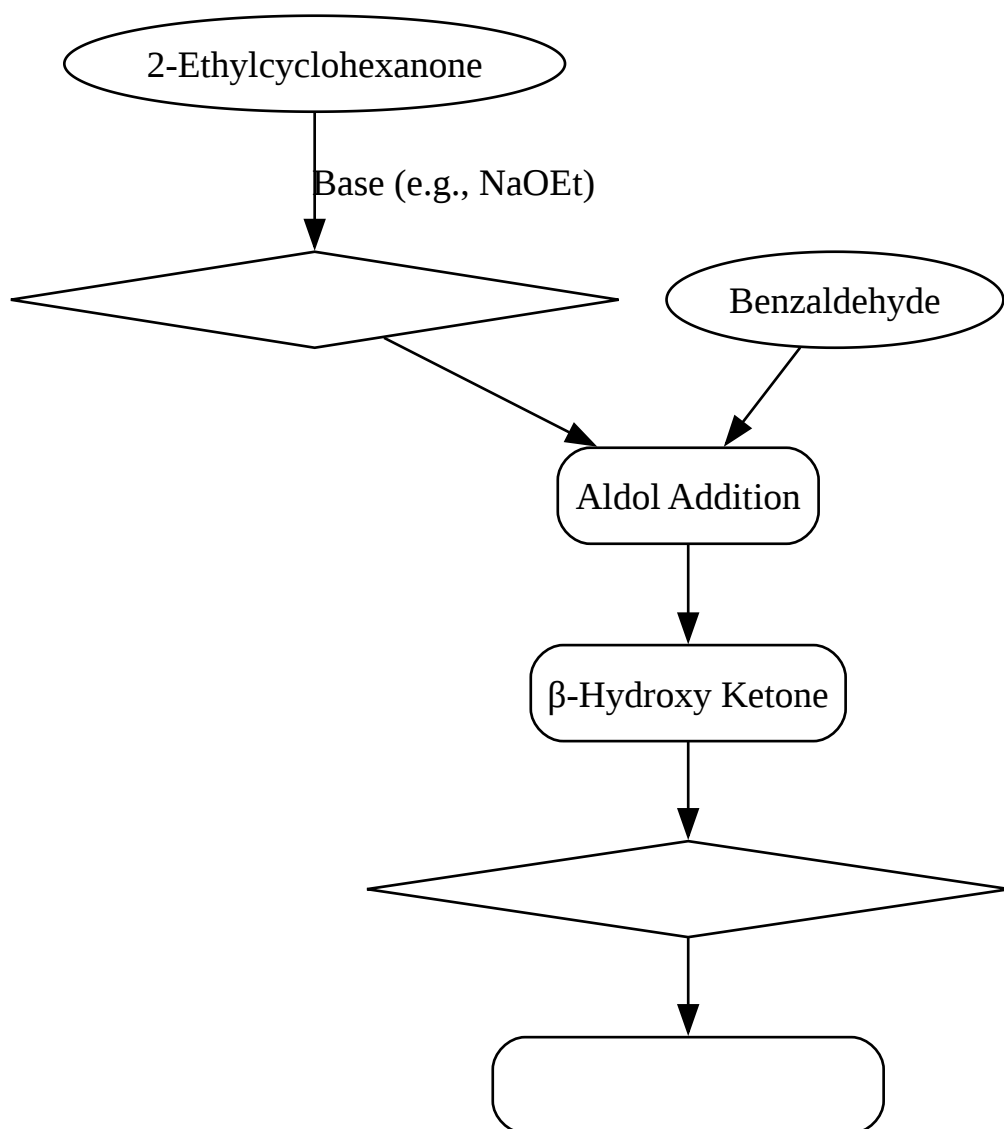 2-Ethylcyclohexanone
Base (e.g., NaOEt)
Benzaldehyde
Aldol Addition
β-Hydroxy Ketone